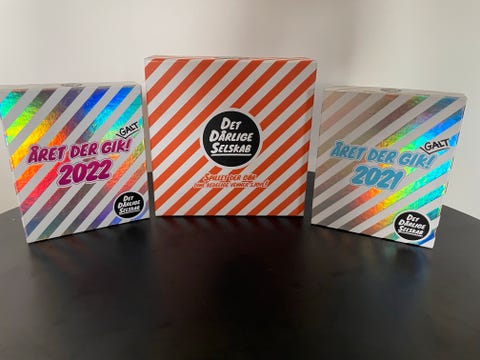 GALT
ÅRET DER GIK!
2022
DET
DÅRLIGE
SELSKAB
DET
DÅRLIGE
SELSKAB
SPILLET DER GØR
DINE KEDELIGE VENNER SJOVE!
GALT
ÅRET DER GIK!
2021
DET
DÅRLIGE
SELSKAB